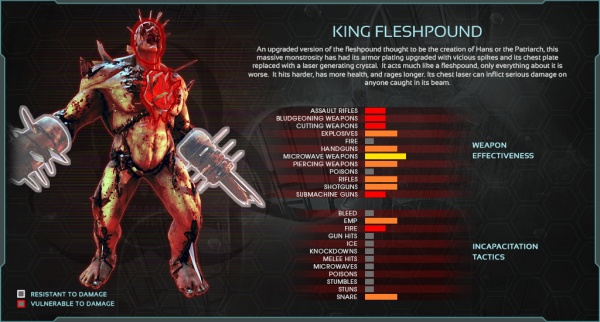 KING FLESHPOUND
An upgraded version of the fleshpound thought to be the creation of Hans or the Patriarch, this
massive monstrosity has had its armor plating upgraded with vicious spikes and its chest plate
replaced with a laser generating crystal. It acts much like a fleshpound, only everything about it is
worse. It hits harder, has more health, and rages longer. Its chest laser can inflict serious damage on
anyone caught in its beam.
ASSAULT RIFLES
BLUDGEONING WEAPONS
CUTTING WEAPONS
EXPLOSIVES
FIRE
HANDGUNS
MICROWAVE WEAPONS
PIERCING WEAPONS
POISONS
RIFLES
SHOTGUNS
SUBMACHINE GUNS
WEAPON
EFFECTIVENESS
BLEED
EMP
FIRE
GUN HITS
ICE
KNOCKDOWNS
MELEE HITS
MICROWAVES
POISONS
STUMBLES
STUNS
SNARE
INCAPACITATION
TACTICS
RESISTANT TO DAMAGE
VULNERABLE TO DAMAGE